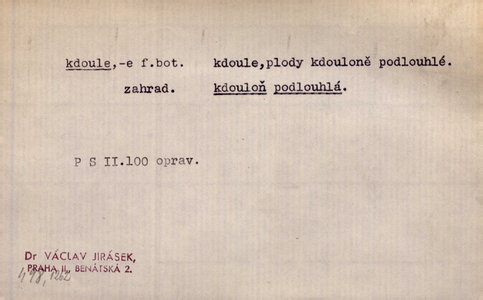 kdoule,-e f.bot. kdoule,plody kdouloně podlouhlé.
zahrad. kdouloň podlouhlá.
P S II.100 oprav.
Dr VÁCLAV JIRÁSEK,
PRAHA II, BENÁTSKÁ 2.